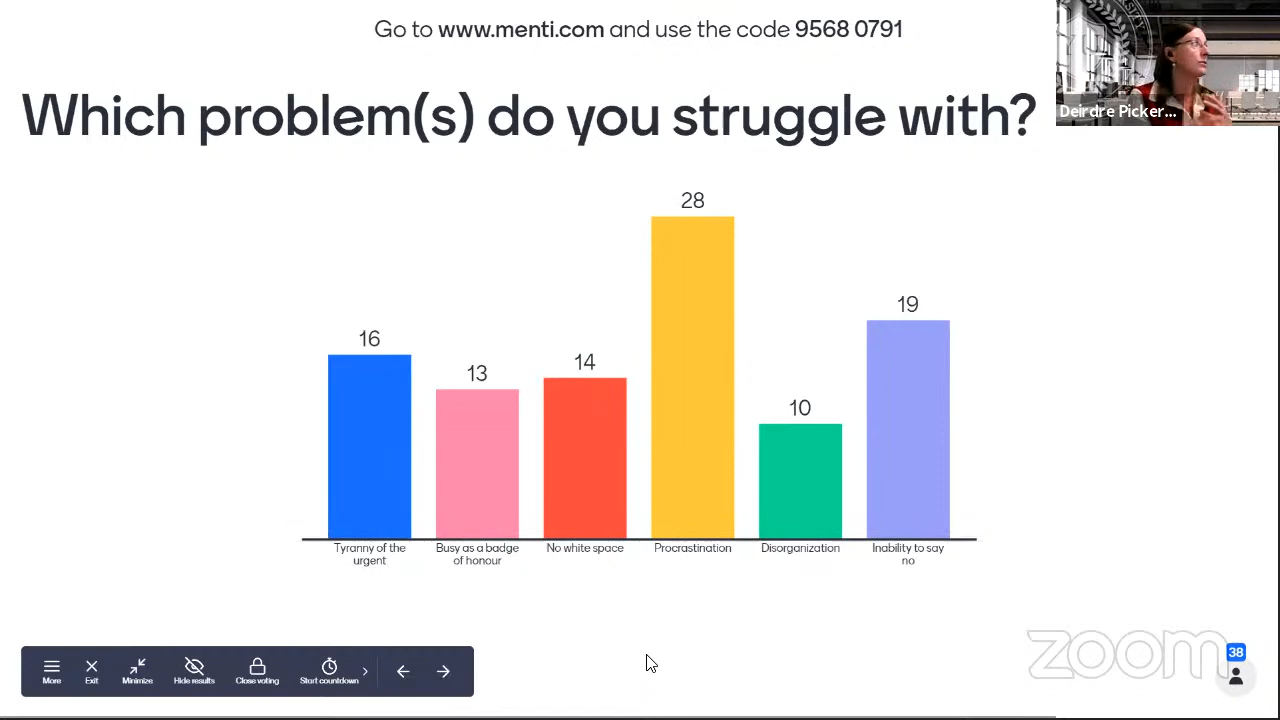 Go to www.menti.com and use the code 9568 0791
Which problem(s) do you struggle with?
Deirdre Picker...
28
19
16
14
13
10
Tyranny of the
urgent
Busy as a badge
of honour
No white space
Procrastination
Disorganization
Inability to say
no
More
Exit
Minimize
Hide results
Close voting
Start countdown
zoom
38